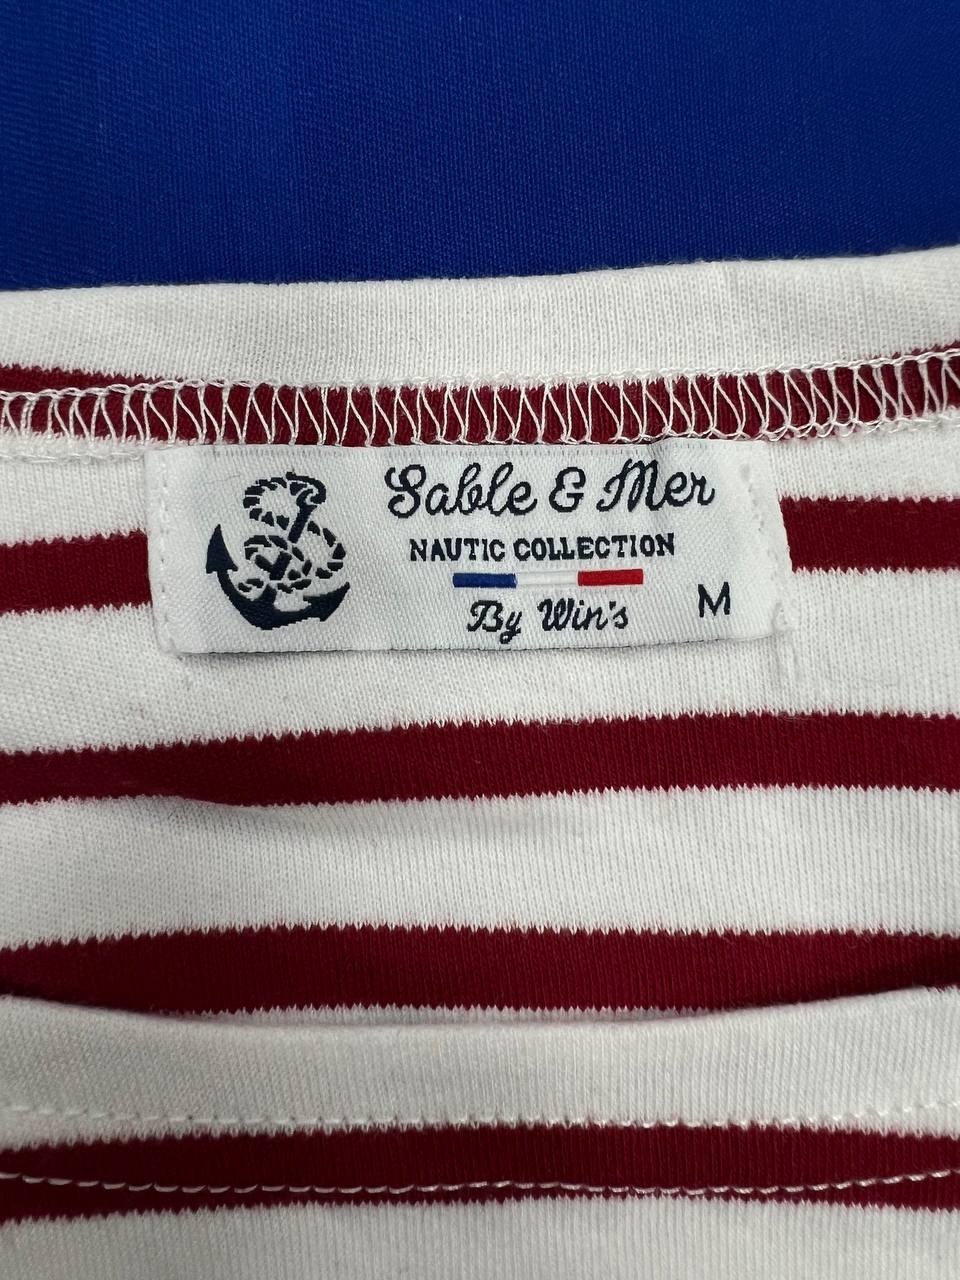 Sable & Mer
NAUTIC COLLECTION
By Win's
M